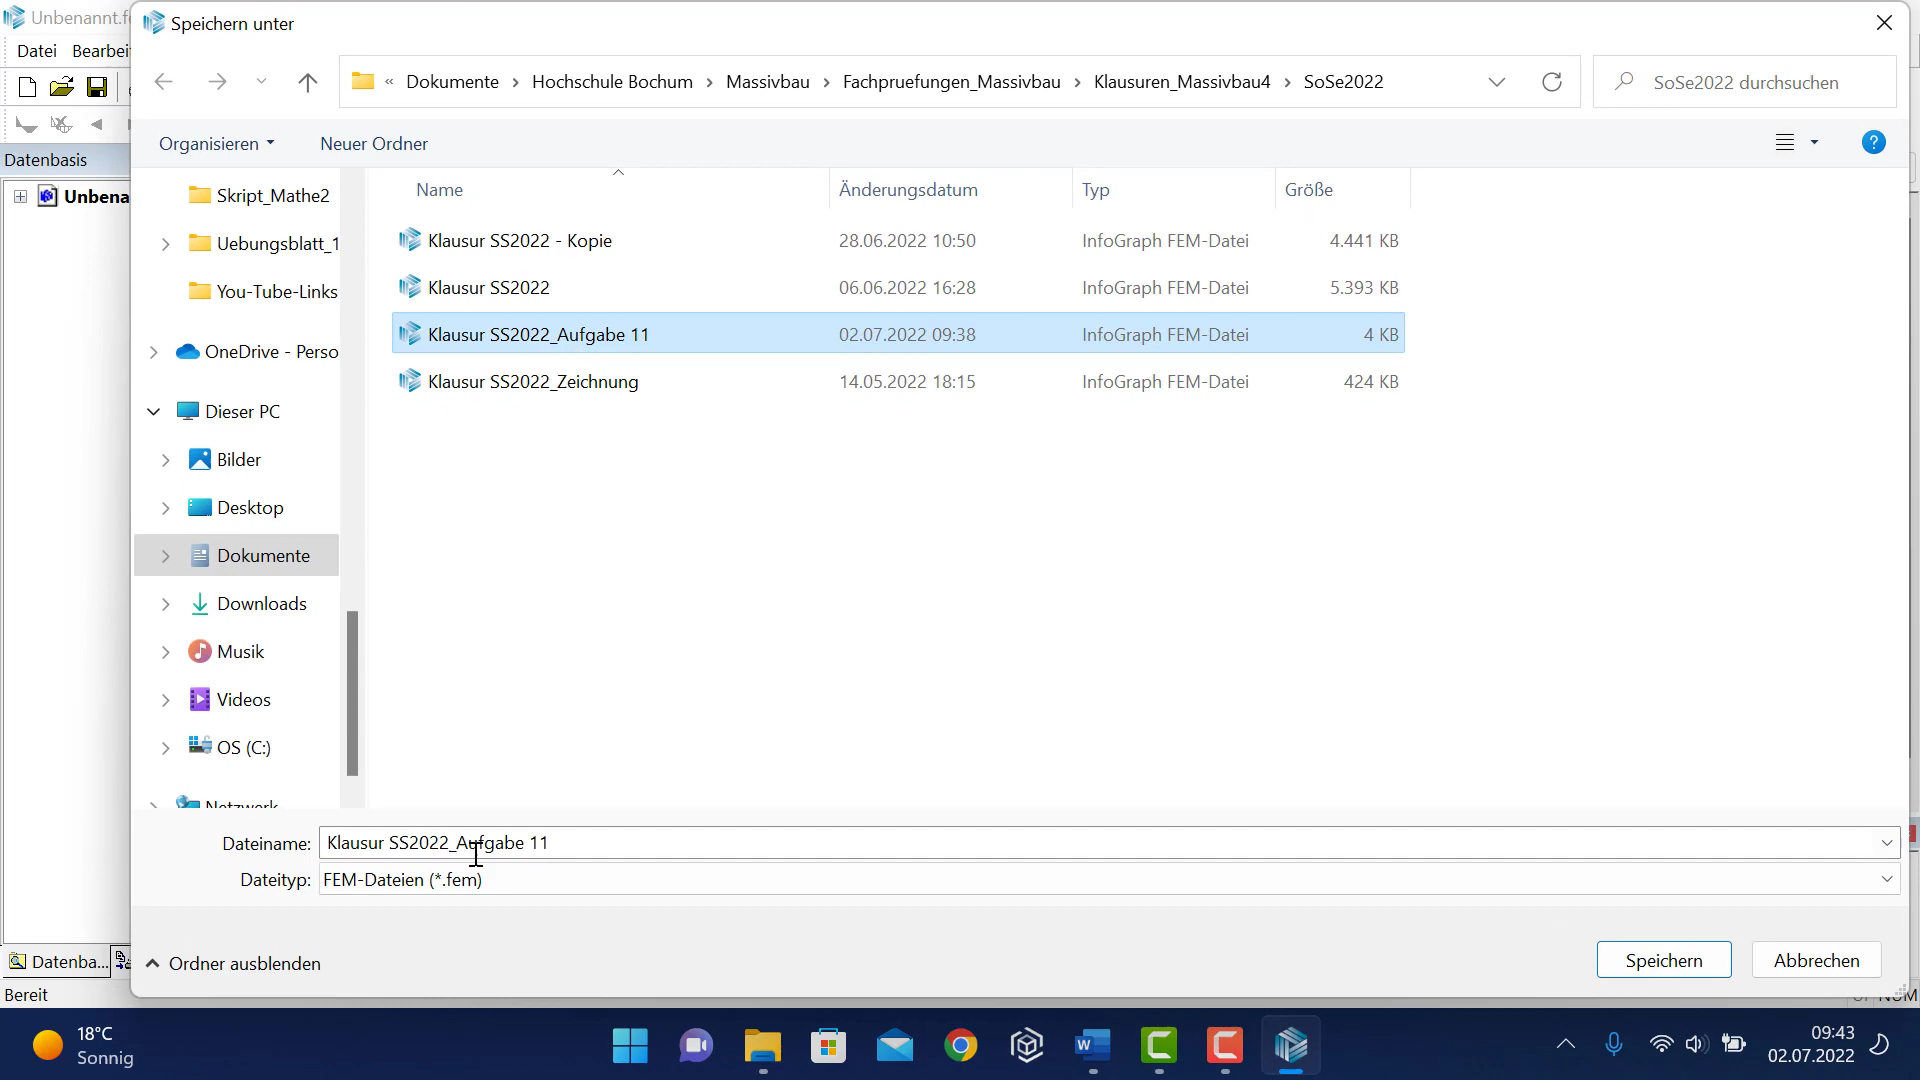 Unbenannt.f
Speichern unter
Datei Bearbei
« Dokumente › Hochschule Bochum › Massivbau › Fachpruefungen_Massivbau › Klausuren_Massivbau4 › SoSe2022
SoSe2022 durchsuchen
Organisieren
Neuer Ordner
Datenbasis
Unbena
Skript_Mathe2
Uebungsblatt_1
You-Tube-Links
OneDrive - Perso
Dieser PC
Bilder
Desktop
Dokumente
Downloads
Musik
Videos
OS (C:)
Netzwerk
Name Änderungsdatum Typ Größe
Klausur SS2022 - Kopie 28.06.2022 10:50 InfoGraph FEM-Datei 4.441 KB
Klausur SS2022 06.06.2022 16:28 InfoGraph FEM-Datei 5.393 KB
Klausur SS2022_Aufgabe 11 02.07.2022 09:38 InfoGraph FEM-Datei 4 KB
Klausur SS2022_Zeichnung 14.05.2022 18:15 InfoGraph FEM-Datei 424 KB
Dateiname: Klausur SS2022_Aufgabe 11
Dateityp: FEM-Dateien (*.fem)
Ordner ausblenden
Speichern
Abbrechen
Datenba...
Bereit
NUM
18°C
Sonnig
09:43
02.07.2022